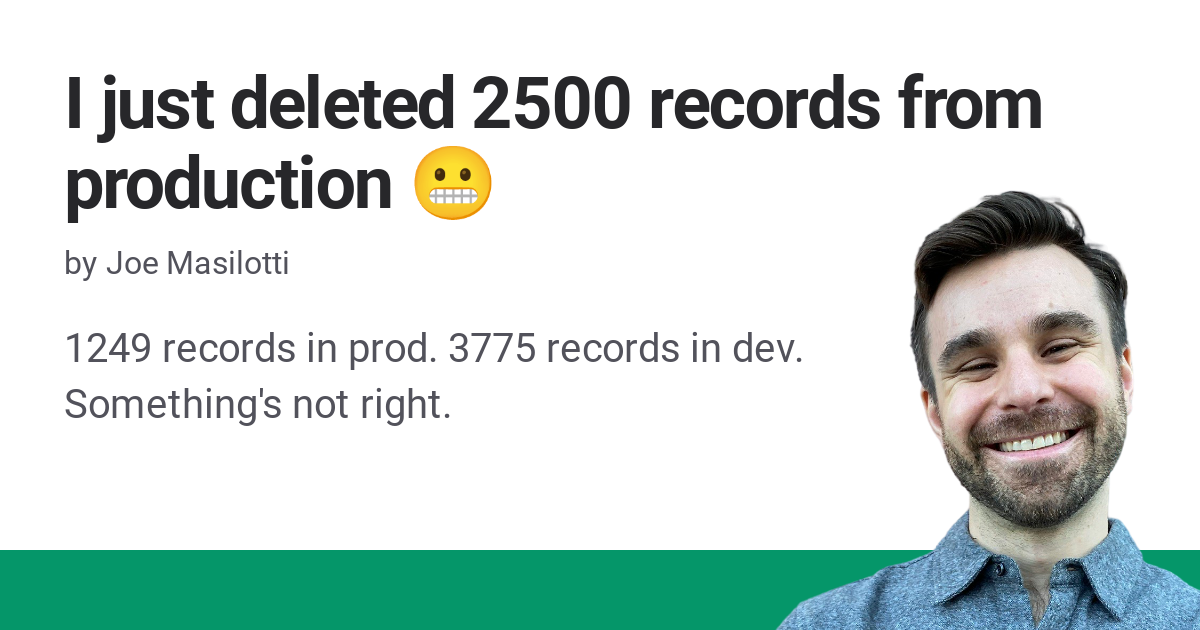 I just deleted 2500 records from
production 😬
by Joe Masilotti
1249 records in prod. 3775 records in dev.
Something's not right.